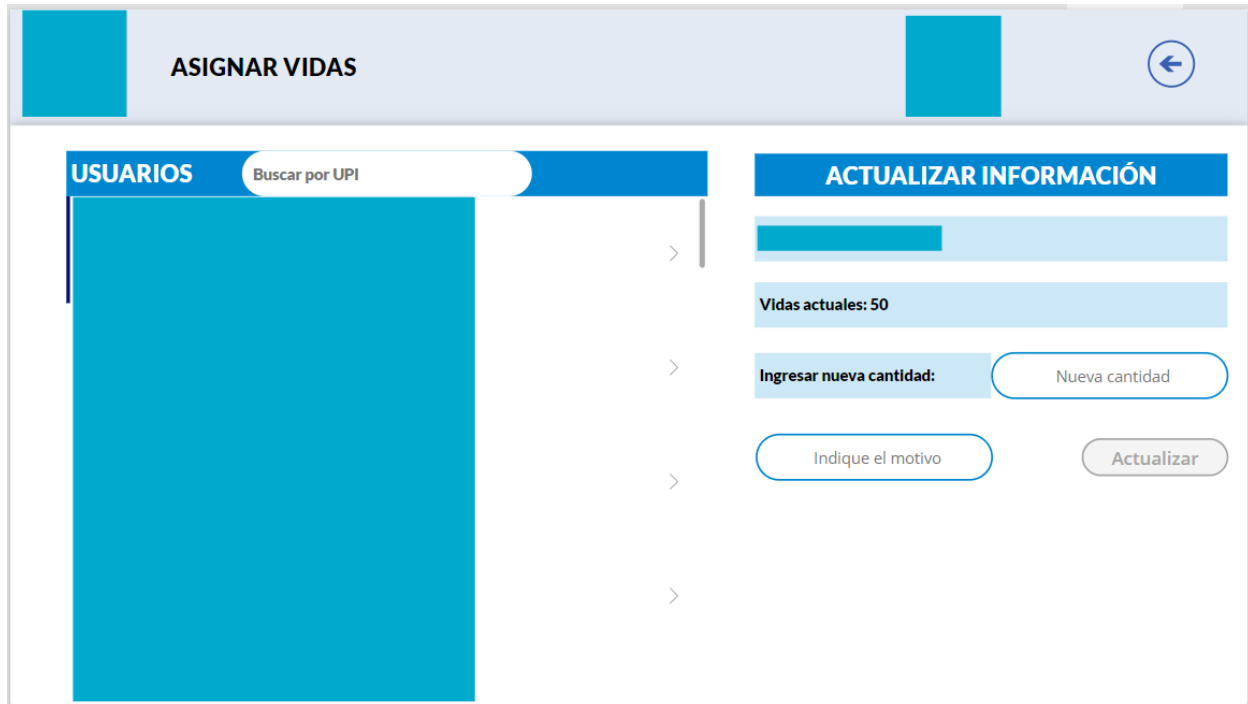 ASIGNAR VIDAS
USUARIOS
Buscar por UPI
ACTUALIZAR INFORMACIÓN
Vidas actuales: 50
Ingresar nueva cantidad:
Nueva cantidad
Indique el motivo
Actualizar